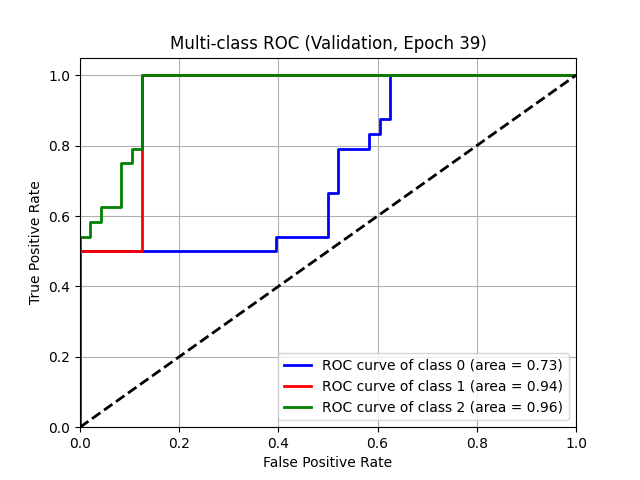 Multi-class ROC (Validation, Epoch 39)
True Positive Rate
1.0
0.8
0.6
0.4
0.2
0.0
ROC curve of class 0 (area = 0.73)
ROC curve of class 1 (area = 0.94)
ROC curve of class 2 (area = 0.96)
0.0 0.2 0.4 0.6 0.8 1.0
False Positive Rate